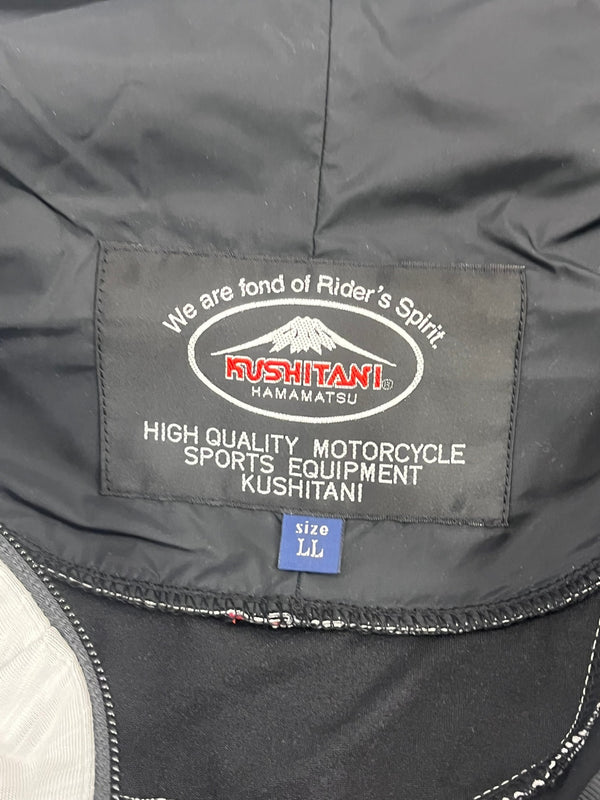 We are fond of Rider's Spirit.
KUSHITANI®
HAMAMATSU
HIGH QUALITY MOTORCYCLE
SPORTS EQUIPMENT
KUSHITANI
size
LL